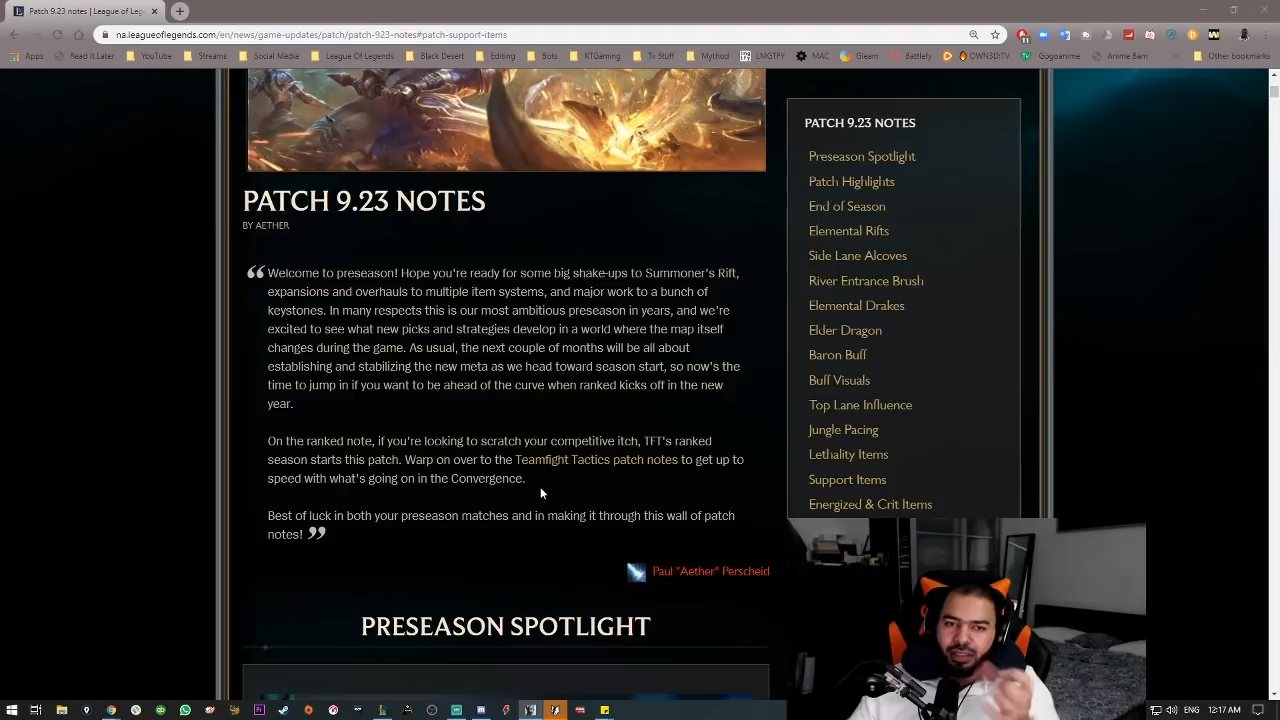 Patch 9.23 notes | League of Leg
na.leagueoflegends.com/en/news/game-updates/patch/patch-923-notes#patch-support-items
11
Apps Read It Later YouTube Streams Social Media League Of Legends Black Desert Editing Bots KTGaming Tv Stuff Mythod LMGTFY MAC Gleam Battlefy OWN3D:TV Gogoanime Anime Bam Other bookmarks
PATCH 9.23 NOTES
BY AETHER
“ Welcome to preseason! Hope you're ready for some big shake-ups to Summoner's Rift,
expansions and overhauls to multiple item systems, and major work to a bunch of
keystones. In many respects this is our most ambitious preseason in years, and we're
excited to see what new picks and strategies develop in a world where the map itself
changes during the game. As usual, the next couple of months will be all about
establishing and stabilizing the new meta as we head toward season start, so now's the
time to jump in if you want to be ahead of the curve when ranked kicks off in the new
year.
On the ranked note, if you're looking to scratch your competitive itch, TFT's ranked
season starts this patch. Warp on over to the Teamfight Tactics patch notes to get up to
speed with what's going on in the Convergence.
Best of luck in both your preseason matches and in making it through this wall of patch
notes! ”
Paul "Aether" Perscheid
PRESEASON SPOTLIGHT
PATCH 9.23 NOTES
Preseason Spotlight
Patch Highlights
End of Season
Elemental Rifts
Side Lane Alcoves
River Entrance Brush
Elemental Drakes
Elder Dragon
Baron Buff
Buff Visuals
Top Lane Influence
Jungle Pacing
Lethality Items
Support Items
Energized & Crit Items
ENG 12:17 AM